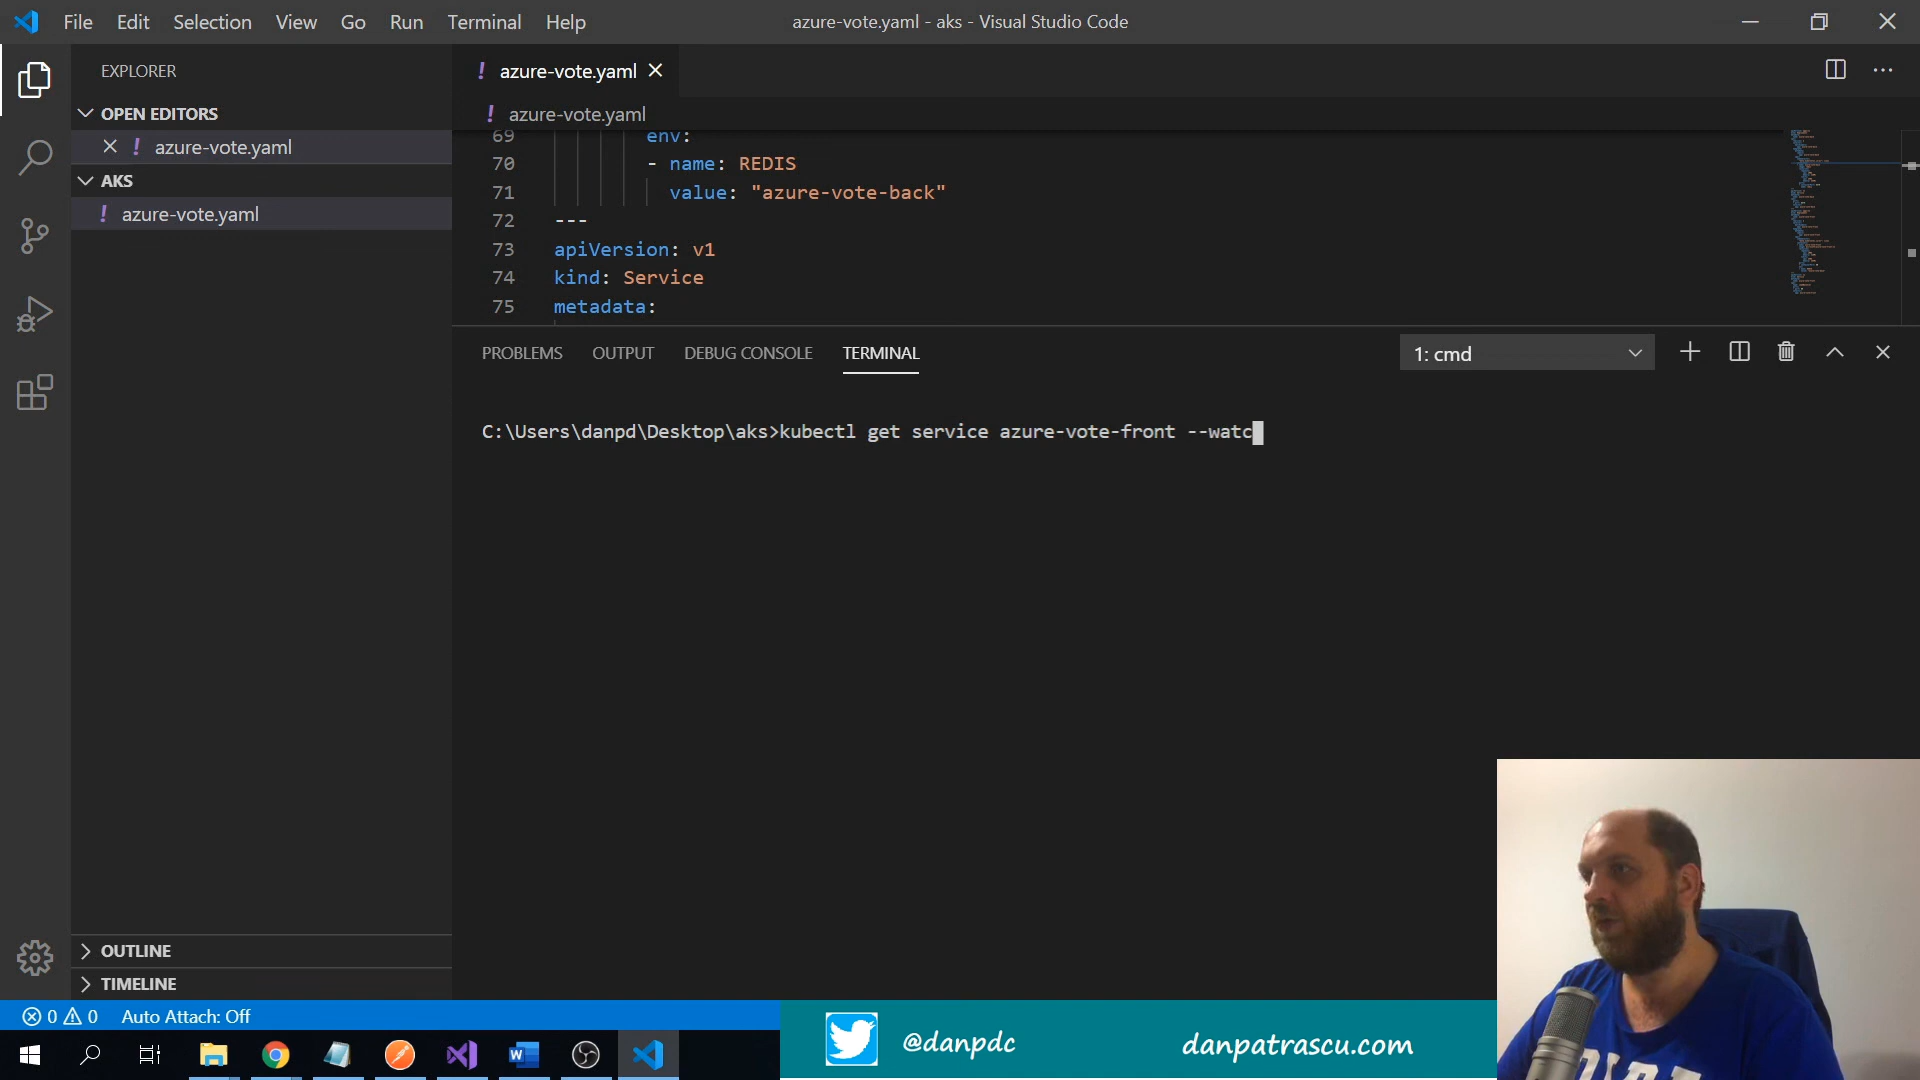 File Edit Selection View Go Run Terminal Help
azure-vote.yaml - aks - Visual Studio Code
EXPLORER
OPEN EDITORS
! azure-vote.yaml
AKS
! azure-vote.yaml
OUTLINE
TIMELINE
! azure-vote.yaml
! azure-vote.yaml
69 env:
70 - name: REDIS
71 value: "azure-vote-back"
72 ---
73 apiVersion: v1
74 kind: Service
75 metadata:
PROBLEMS OUTPUT DEBUG CONSOLE TERMINAL
1: cmd
C:\Users\danpd\Desktop\aks>kubectl get service azure-vote-front --watc
0 0 Auto Attach: Off
@danpdc
danpatrascu.com